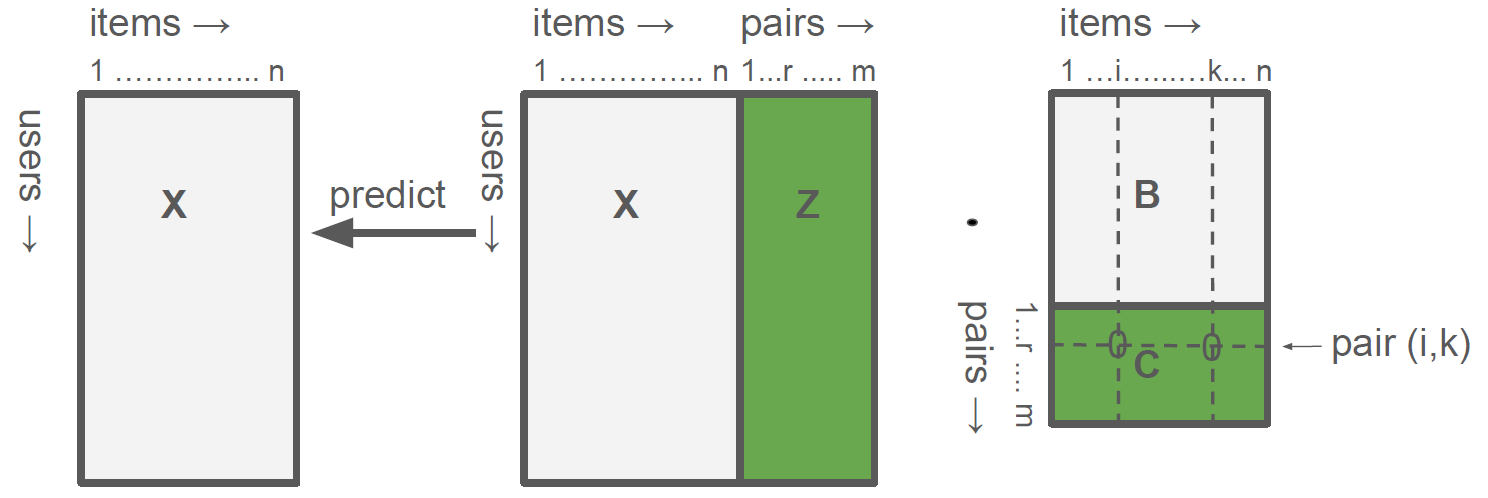 items →
1 ………….... n
users →
X
predict
items →
1 ………….... n
users →
X
pairs →
1...r ..... m
Z
items →
1 …i…...…k... n
B
pairs →
1...r .... m
0
0
C
pair (i,k)